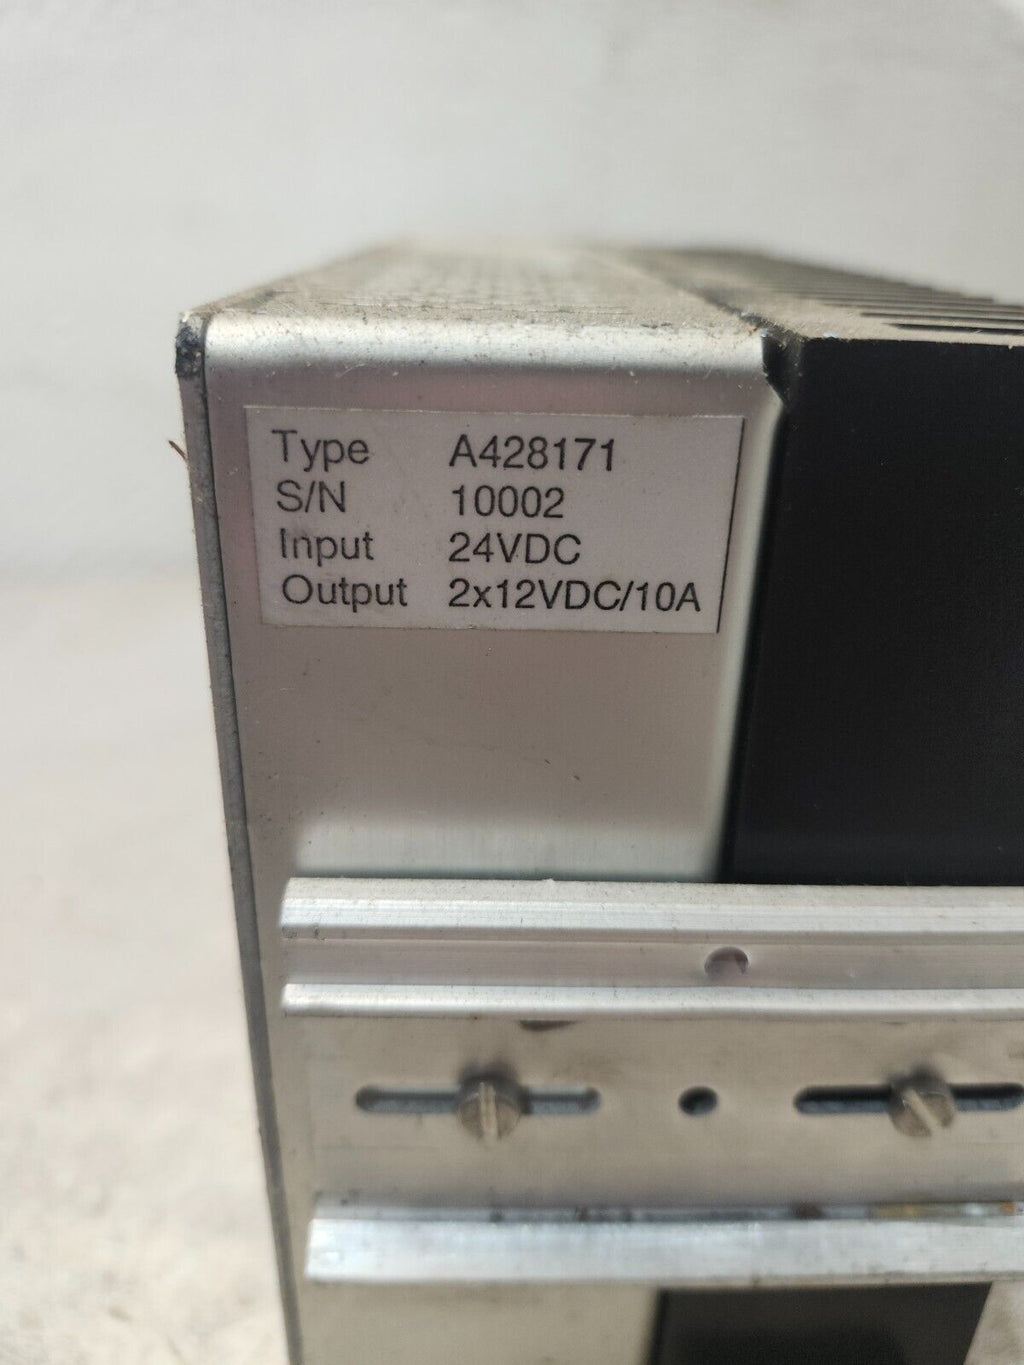 Type A428171
S/N 10002
Input 24VDC
Output 2x12VDC/10A